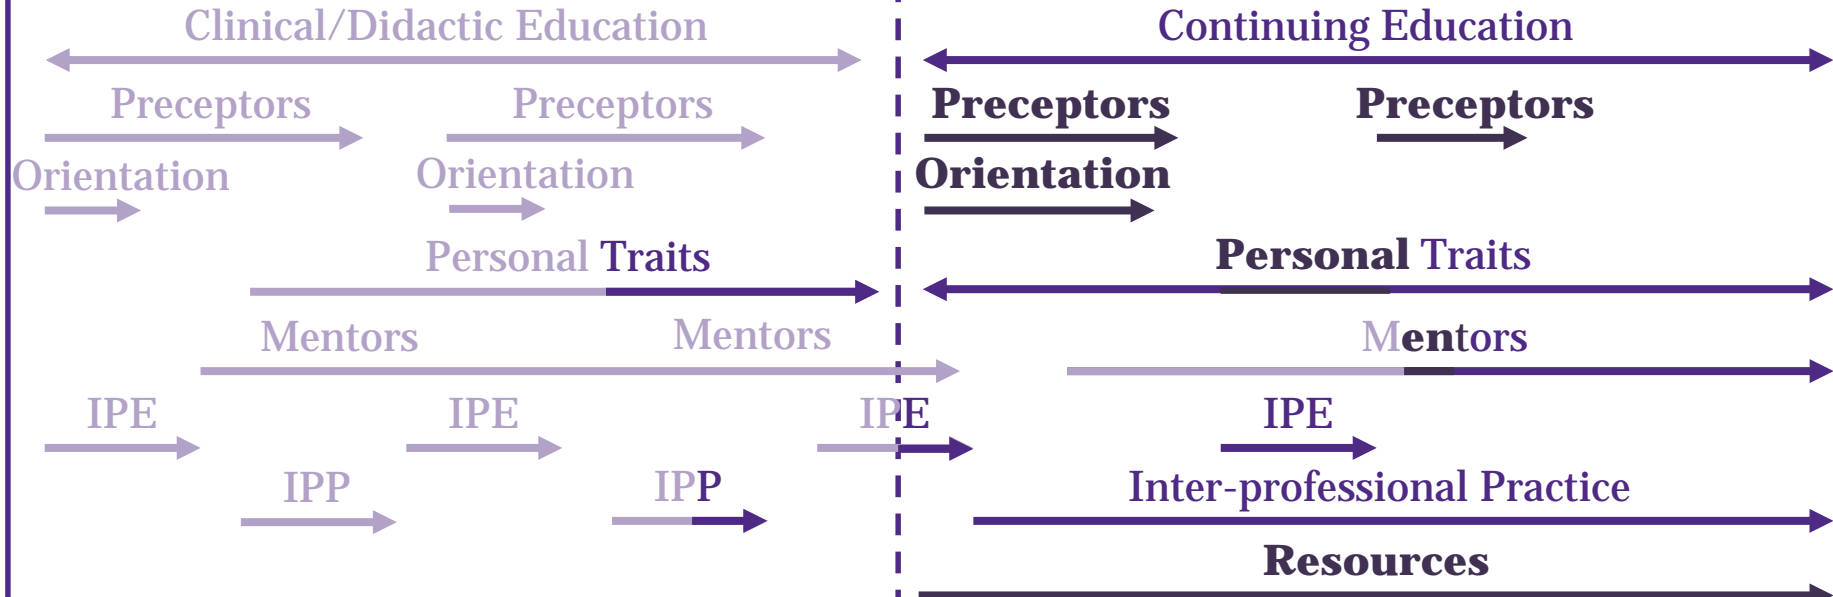 Clinical/Didactic Education
Continuing Education
Preceptors
Preceptors
Preceptors
Preceptors
Orientation
Orientation
Orientation
Personal Traits
Personal Traits
Mentors
Mentors
Mentors
IPE
IPE
IPE
IPE
IPP
IPP
Inter-professional Practice
Resources